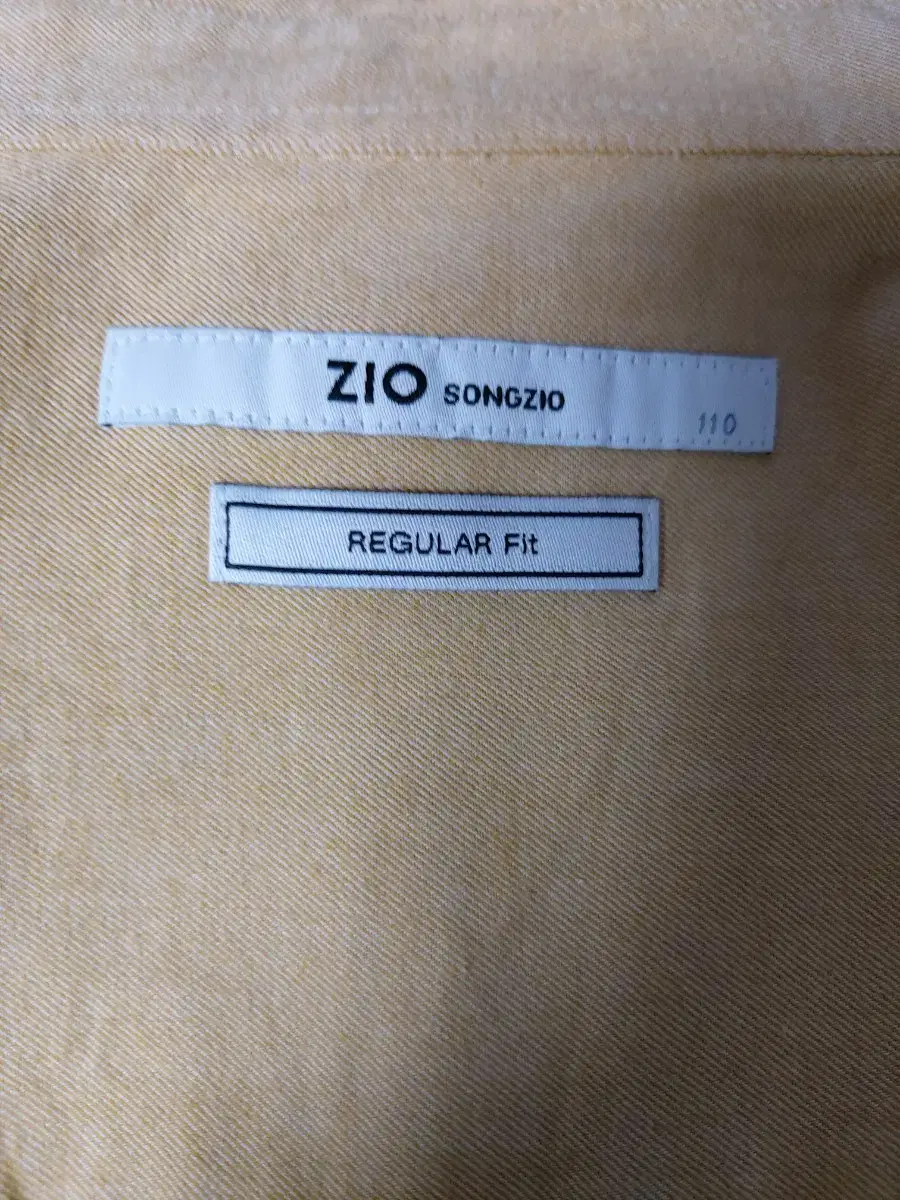 ZIO SONGZIO 110
REGULAR Fit